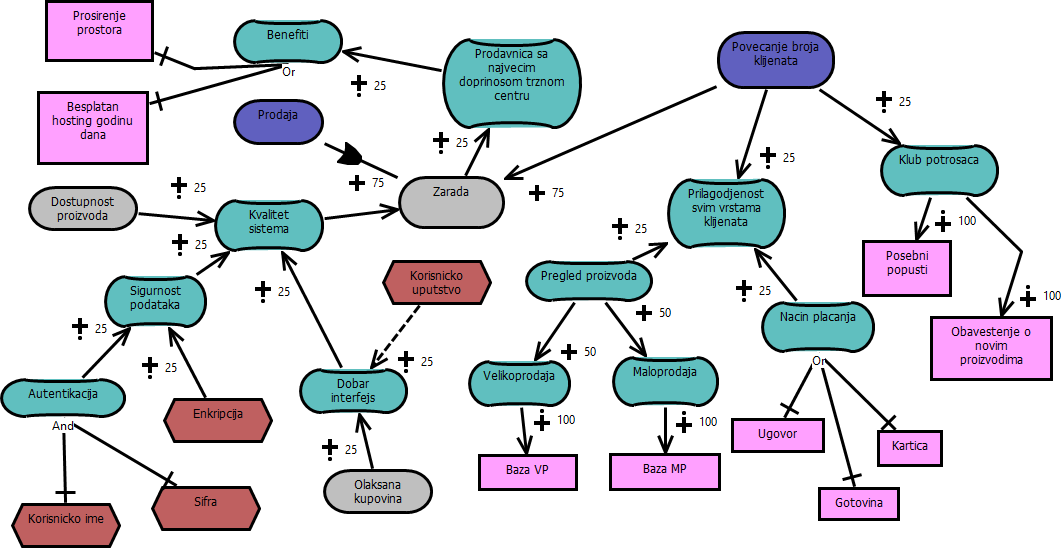 Prosirenje
prostora
Benefiti
Or
25
Prodavnica sa
najvecim
doprinosom trznom
centru
Povecanje broja
klijenata
25
Besplatan
hosting godinu
dana
Prodaja
25
75
Zarada
75
25
Klub potrosaca
Dostupnost
proizvoda
25
Kvalitet
sistema
25
Prilagodjenost
svim vrstama
klijenata
25
100
Posebni
popusti
100
Obavestenje o
novim
proizvodima
Sigurnost
podataka
25
Korisnicko
uputstvo
Pregled proizvoda
25
Nacin placanja
Or
50
50
25
25
25
Velikoprodaja
Maloprodaja
Dobar
interfejs
Autentikacija
And
Enkripcija
100
100
Ugovor
Kartica
25
Baza VP
Baza MP
Olaksana
kupovina
Gotovina
Sifra
Korisnicko ime